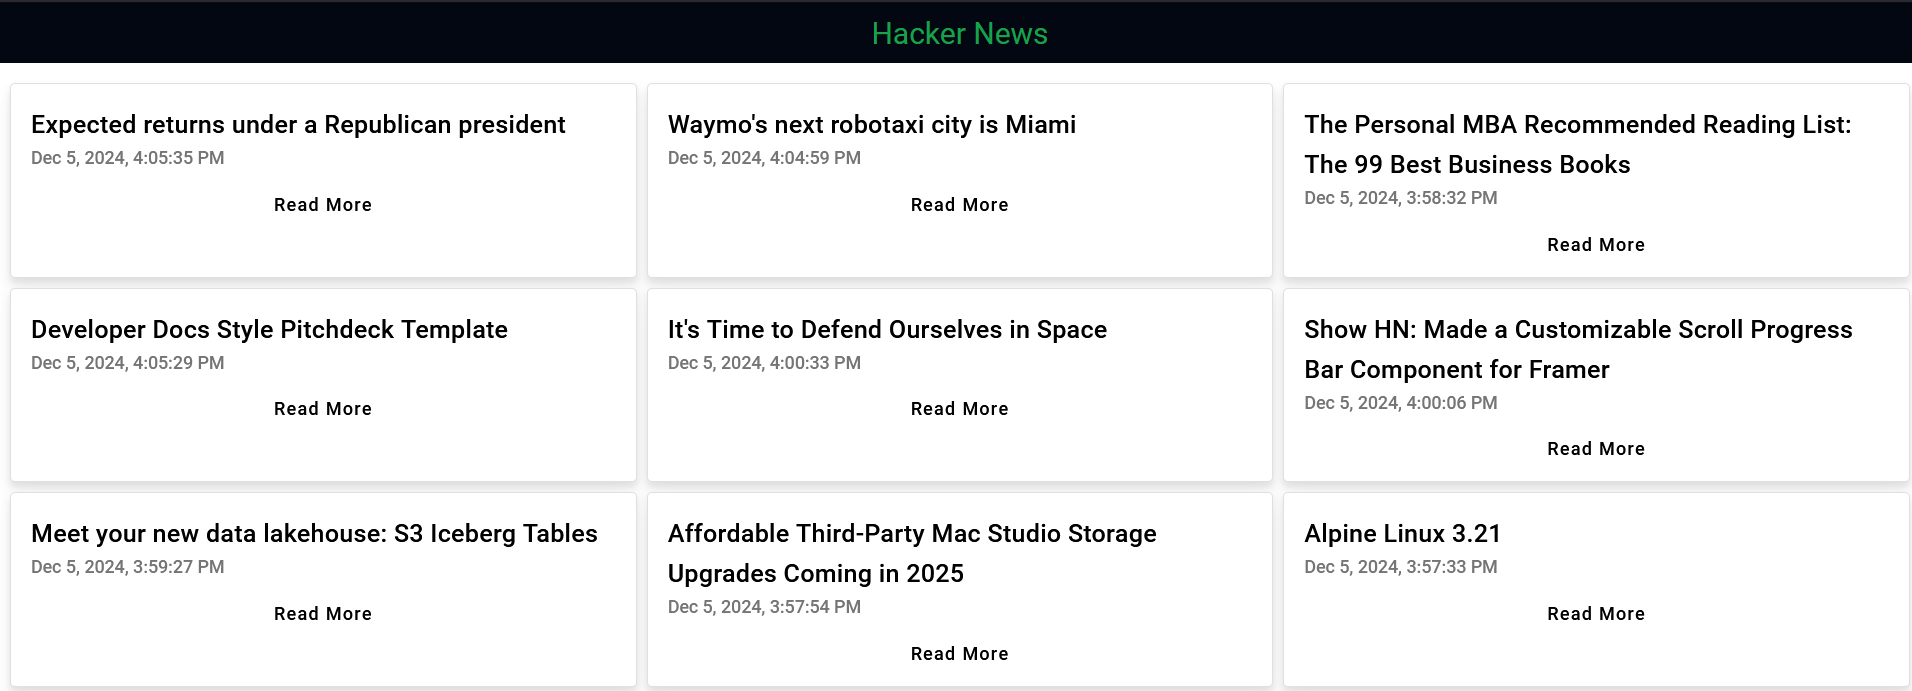 Hacker News
Expected returns under a Republican president
Dec 5, 2024, 4:05:35 PM
Read More
Waymo's next robotaxi city is Miami
Dec 5, 2024, 4:04:59 PM
Read More
The Personal MBA Recommended Reading List:
The 99 Best Business Books
Dec 5, 2024, 3:58:32 PM
Read More
Developer Docs Style Pitchdeck Template
Dec 5, 2024, 4:05:29 PM
Read More
It's Time to Defend Ourselves in Space
Dec 5, 2024, 4:00:33 PM
Read More
Show HN: Made a Customizable Scroll Progress
Bar Component for Framer
Dec 5, 2024, 4:00:06 PM
Read More
Meet your new data lakehouse: S3 Iceberg Tables
Dec 5, 2024, 3:59:27 PM
Read More
Affordable Third-Party Mac Studio Storage
Upgrades Coming in 2025
Dec 5, 2024, 3:57:54 PM
Read More
Alpine Linux 3.21
Dec 5, 2024, 3:57:33 PM
Read More